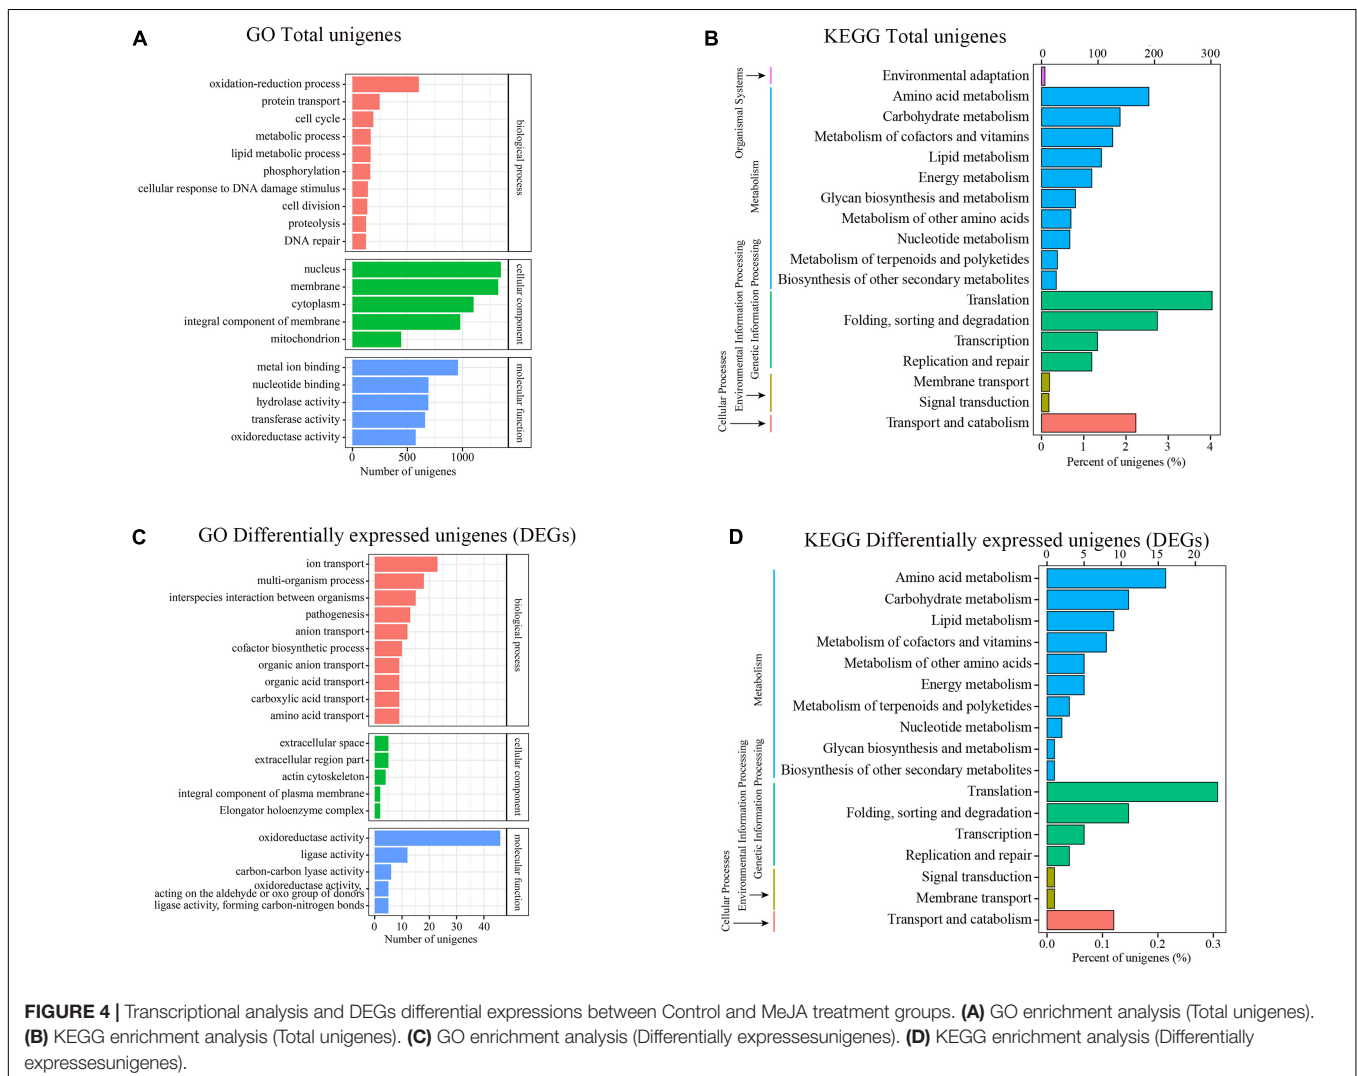 A
GO Total unigenes
oxidation-reduction process
protein transport
cell cycle
metabolic process
lipid metabolic process
phosphorylation
cellular response to DNA damage stimulus
cell division
proteolysis
DNA repair
biological process
nucleus
membrane
cytoplasm
integral component of membrane
mitochondrion
cellular component
metal ion binding
nucleotide binding
hydrolase activity
transferase activity
oxidoreductase activity
molecular function
0 500 1000
Number of unigenes
B
KEGG Total unigenes
0 100 200 300
Environmental adaptation
Amino acid metabolism
Carbohydrate metabolism
Metabolism of cofactors and vitamins
Lipid metabolism
Energy metabolism
Glycan biosynthesis and metabolism
Metabolism of other amino acids
Nucleotide metabolism
Metabolism of terpenoids and polyketides
Biosynthesis of other secondary metabolites
Translation
Folding, sorting and degradation
Transcription
Replication and repair
Membrane transport
Signal transduction
Transport and catabolism
Organismal Systems
Metabolism
Genetic Information Processing
Environmental Information Processing
Cellular Processes
0 1 2 3 4
Percent of unigenes (%)
C
GO Differentially expressed unigenes (DEGs)
ion transport
multi-organism process
interspecies interaction between organisms
pathogenesis
anion transport
cofactor biosynthetic process
organic anion transport
organic acid transport
carboxylic acid transport
amino acid transport
biological process
extracellular space
extracellular region part
actin cytoskeleton
integral component of plasma membrane
Elongator holoenzyme complex
cellular component
oxidoreductase activity
ligase activity
carbon-carbon lyase activity
oxidoreductase activity,
acting on the aldehyde or oxo group of donors
ligase activity, forming carbon-nitrogen bonds
molecular function
0 10 20 30 40
Number of unigenes
D
KEGG Differentially expressed unigenes (DEGs)
0 5 10 15 20
Amino acid metabolism
Carbohydrate metabolism
Lipid metabolism
Metabolism of cofactors and vitamins
Metabolism of other amino acids
Energy metabolism
Metabolism of terpenoids and polyketides
Nucleotide metabolism
Glycan biosynthesis and metabolism
Biosynthesis of other secondary metabolites
Translation
Folding, sorting and degradation
Transcription
Replication and repair
Signal transduction
Membrane transport
Transport and catabolism
Metabolism
Genetic Information Processing
Environmental Information Processing
Cellular Processes
0.0 0.1 0.2 0.3
Percent of unigenes (%)
FIGURE 4 | Transcriptional analysis and DEGs differential expressions between Control and MeJA treatment groups. (A) GO enrichment analysis (Total unigenes).
(B) KEGG enrichment analysis (Total unigenes). (C) GO enrichment analysis (Differentially expressesunigenes). (D) KEGG enrichment analysis (Differentially
expressesunigenes).